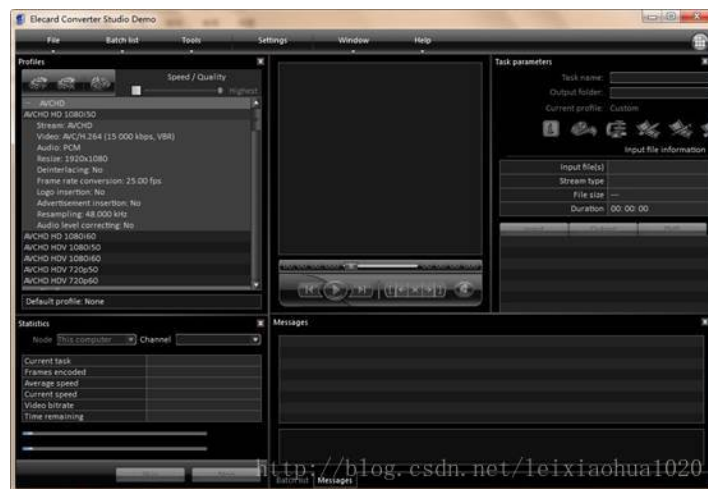 Elecard Converter Studio Demo
File Batch list Tools Settings Window Help
Profiles
Speed / Quality
Highest
AVCHD
AVCHD HD 1080i50
Stream: AVCHD
Video: AVC/H.264 (15 000 kbps, VBR)
Audio: PCM
Resize: 1920x1080
Deinterlacing: No
Frame rate conversion: 25.00 fps
Logo insertion: No
Advertisement insertion: No
Resampling: 48.000 kHz
Audio level correcting: No
AVCHD HD 1080i60
AVCHD HDV 1080i50
AVCHD HDV 1080i60
AVCHD HDV 720p50
AVCHD HDV 720p60
Default profile: None
Task parameters
Task name:
Output folder:
Current profile: Custom
Input file information
Input file(s)
Stream type
File size ---
Duration 00: 00: 00
Statistics
Node This computer Channel
Current task
Frames encoded
Average speed
Current speed
Video bitrate
Time remaining
Messages
Batch list Messages
http://blog.csdn.net/leixiaohua1020